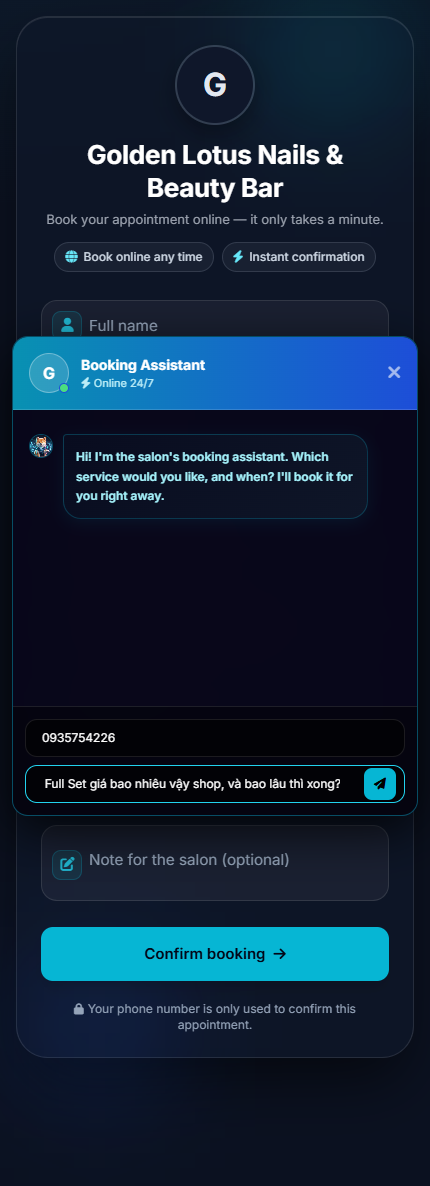 G
Golden Lotus Nails &
Beauty Bar
Book your appointment online — it only takes a minute.
Book online any time
Instant confirmation
Full name
G
Booking Assistant
Online 24/7
Hi! I'm the salon's booking assistant. Which
service would you like, and when? I'll book it for
you right away.
0935754226
Full Set giá bao nhiêu vậy shop, và bao lâu thì xong?
Note for the salon (optional)
Confirm booking →
Your phone number is only used to confirm this
appointment.